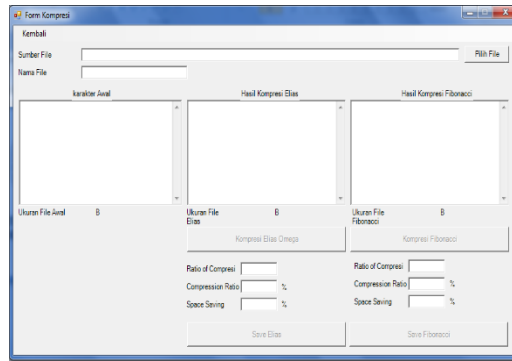 Form Kompresi
Kembali
Sumber File
Pilih File
Nama File
karakter Awal
Hasil Kompresi Elias
Hasil Kompresi Fibonacci
Ukuran File Awal B
Ukuran File Elias B
Ukuran File Fibonacci B
Kompresi Elias Omega
Kompresi Fibonacci
Ratio of Compresi
Ratio of Compresi
Compression Ratio %
Compression Ratio %
Space Saving %
Space Saving %
Save Elias
Save Fibonacci